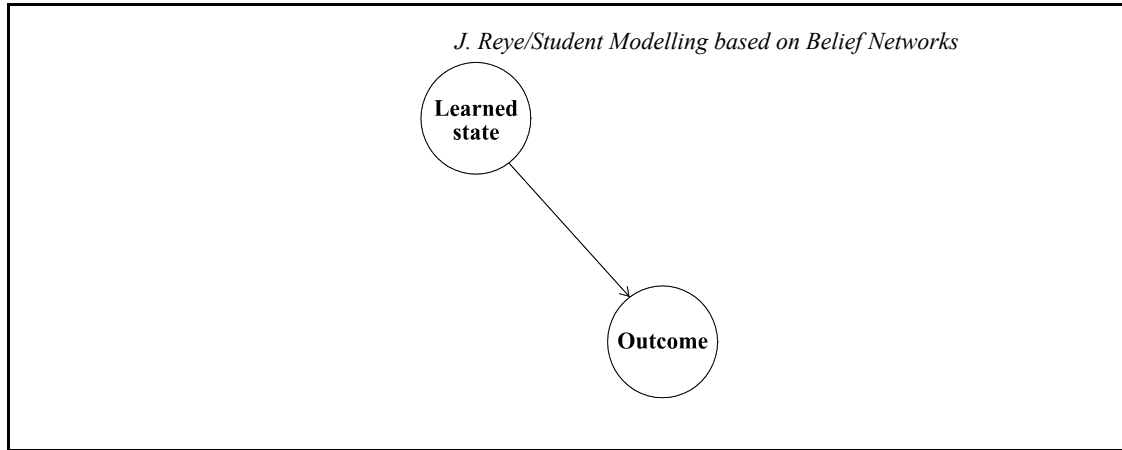 J. Reye/Student Modelling based on Belief Networks
Learned
state
Outcome